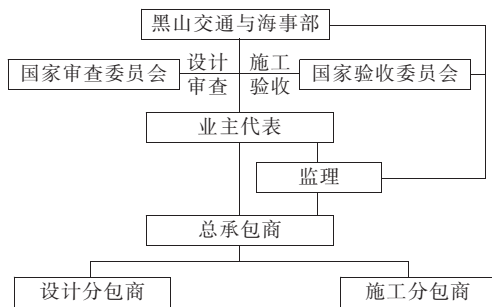 黑山交通与海事部
国家审查委员会
设计
审查
施工
验收
国家验收委员会
业主代表
监理
总承包商
设计分包商
施工分包商